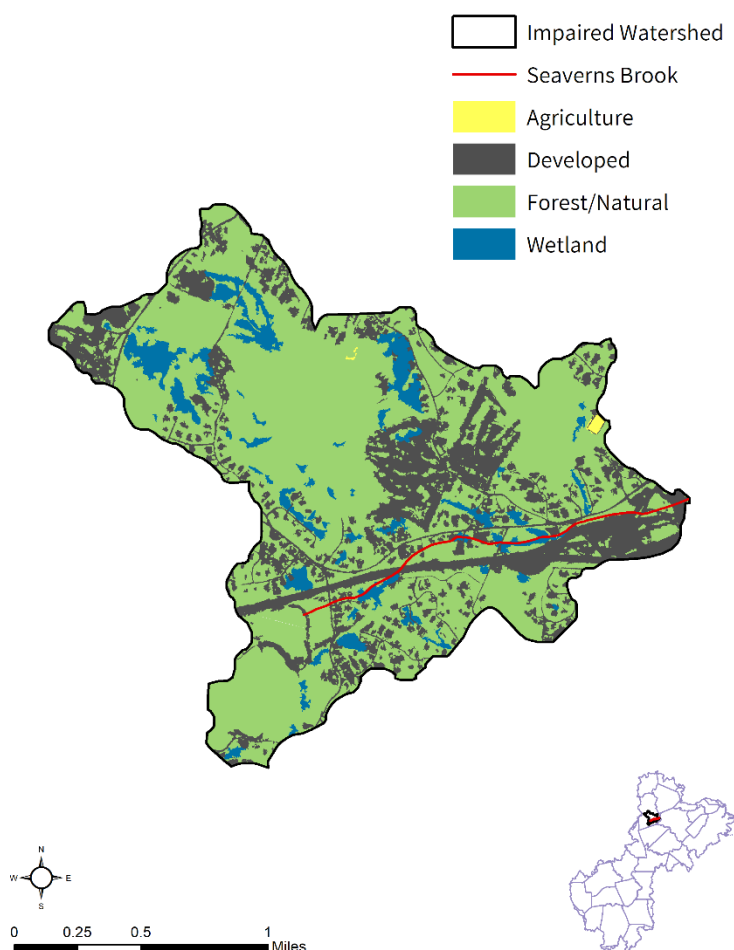 Impaired Watershed
Seaverns Brook
Agriculture
Developed
Forest/Natural
Wetland
N
W E
S
0 0.25 0.5 1
Miles